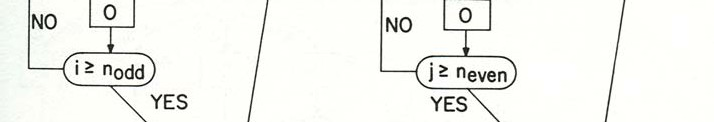 NO
O
i ≥ nodd
YES
NO
O
j ≥ neven
YES